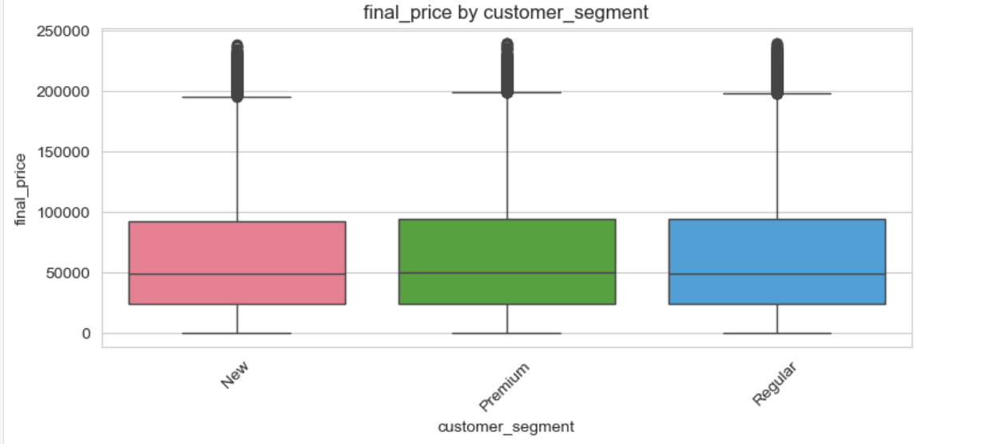 final_price by customer_segment
250000
200000
150000
100000
50000
0
final_price
New
Premium
Regular
customer_segment